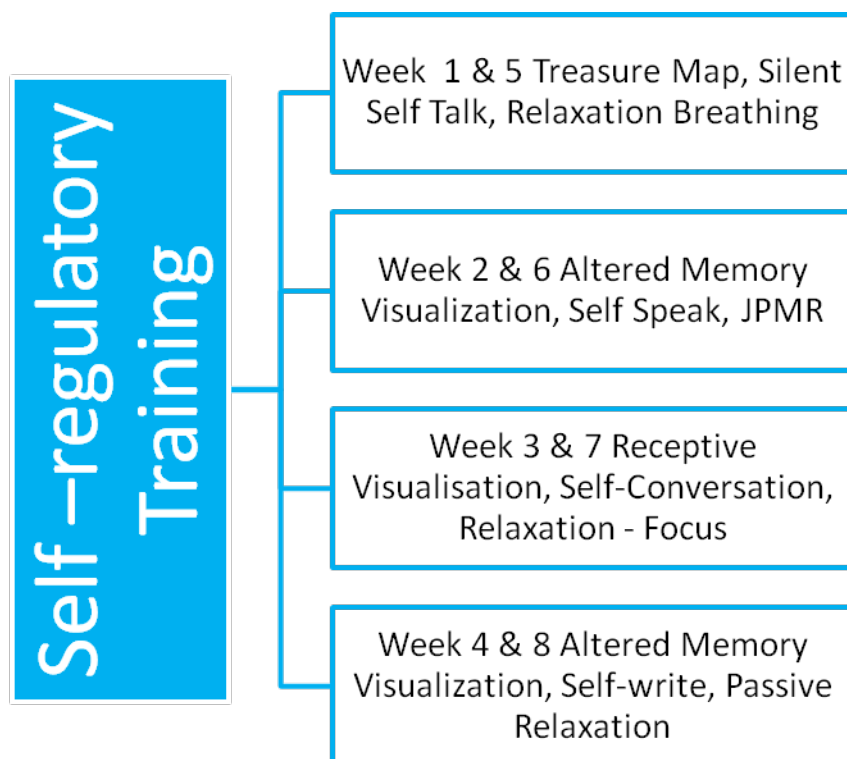 Self –regulatory
Training
Week  1 & 5 Treasure Map, Silent
Self Talk, Relaxation Breathing
Week 2 & 6 Altered Memory
Visualization, Self Speak, JPMR
Week 3 & 7 Receptive
Visualisation, Self-Conversation,
Relaxation - Focus
Week 4 & 8 Altered Memory
Visualization, Self-write, Passive
Relaxation